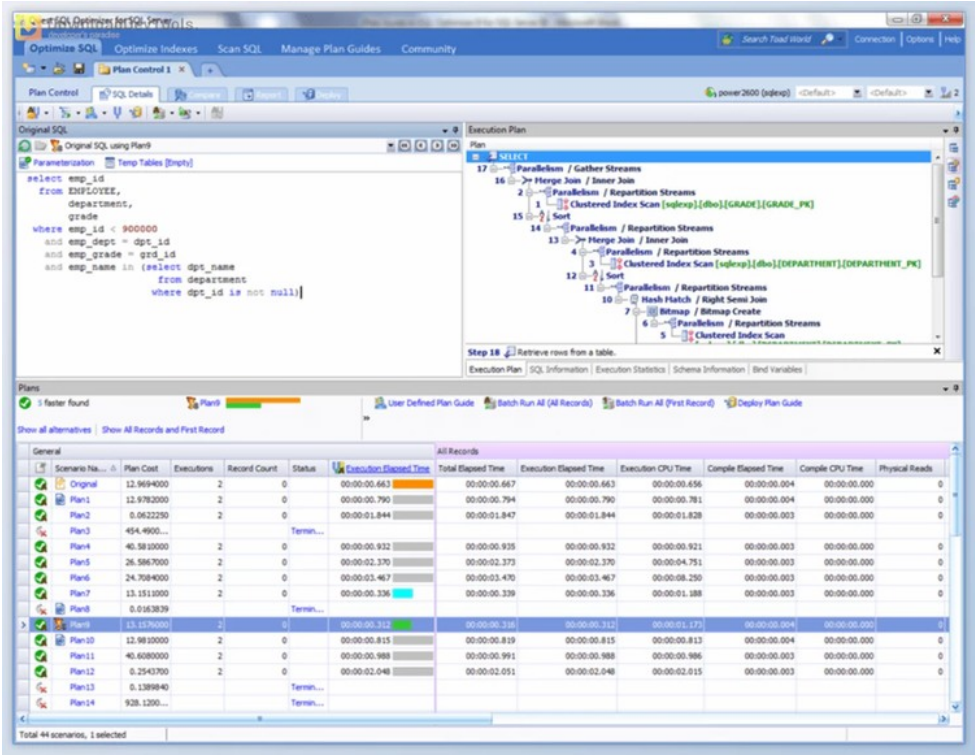 Quest SQL Optimizer for SQL Server
DownloadDevTools.
developer's paradise
Optimize SQL Optimize Indexes Scan SQL Manage Plan Guides Community
Search Toad World Connection Options Help
Plan Control 1
Plan Control SQL Details Compare Report Deploy
power2600 (sqlexp) <Default> <Default> 2
Original SQL
Original SQL using Plan9
Parameterization Temp Tables [Empty]
select emp_id
from EMPLOYEE,
department,
grade
where emp_id < 900000
and emp_dept = dpt_id
and emp_grade = grd_id
and emp_name in (select dpt_name
from department
where dpt_id is not null)
Execution Plan
Plan
SELECT
17 Parallelism / Gather Streams
16 Merge Join / Inner Join
2 Parallelism / Repartition Streams
1 Clustered Index Scan [sqlexp].[dbo].[GRADE].[GRADE_PK]
15 Sort
14 Parallelism / Repartition Streams
13 Merge Join / Inner Join
4 Parallelism / Repartition Streams
3 Clustered Index Scan [sqlexp].[dbo].[DEPARTMENT].[DEPARTMENT_PK]
12 Sort
11 Parallelism / Repartition Streams
10 Hash Match / Right Semi Join
7 Bitmap / Bitmap Create
6 Parallelism / Repartition Streams
5 Clustered Index Scan
Step 18 Retrieve rows from a table.
Execution Plan SQL Information Execution Statistics Schema Information Bind Variables
Plans
5 faster found Plan9 User Defined Plan Guide Batch Run All (All Records) Batch Run All (First Record) Deploy Plan Guide
Show all alternatives Show All Records and First Record
General All Records
Scenario Na... Plan Cost Executions Record Count Status Execution Elapsed Time Total Elapsed Time Execution Elapsed Time Execution CPU Time Compile Elapsed Time Compile CPU Time Physical Reads
Original 12.9694000 2 0 00:00:00.663 00:00:00.667 00:00:00.663 00:00:00.656 00:00:00.004 00:00:00.000 0
Plan1 12.9782000 2 0 00:00:00.790 00:00:00.794 00:00:00.790 00:00:00.781 00:00:00.004 00:00:00.000 0
Plan2 0.0622250 2 0 00:00:01.844 00:00:01.847 00:00:01.844 00:00:01.828 00:00:00.003 00:00:00.000 0
Plan3 454.4900... Termin...
Plan4 40.5810000 2 0 00:00:00.932 00:00:00.935 00:00:00.932 00:00:00.921 00:00:00.003 00:00:00.000 0
Plan5 26.5867000 2 0 00:00:02.370 00:00:02.373 00:00:02.370 00:00:04.751 00:00:00.003 00:00:00.000 0
Plan6 24.7084000 2 0 00:00:03.467 00:00:03.470 00:00:03.467 00:00:08.250 00:00:00.003 00:00:00.000 0
Plan7 13.1511000 2 0 00:00:00.336 00:00:00.339 00:00:00.336 00:00:01.188 00:00:00.003 00:00:00.000 0
Plan8 0.0163839 Termin...
Plan9 13.1576000 2 0 00:00:00.312 00:00:00.316 00:00:00.312 00:00:01.173 00:00:00.004 00:00:00.000 0
Plan10 12.9810000 2 0 00:00:00.815 00:00:00.819 00:00:00.815 00:00:00.813 00:00:00.004 00:00:00.000 0
Plan11 40.6080000 2 0 00:00:00.988 00:00:00.991 00:00:00.988 00:00:00.986 00:00:00.003 00:00:00.000 0
Plan12 0.2543700 2 0 00:00:02.048 00:00:02.051 00:00:02.048 00:00:02.015 00:00:00.003 00:00:00.000 0
Plan13 0.1389840 Termin...
Plan14 928.1200... Termin...
Total 44 scenarios, 1 selected